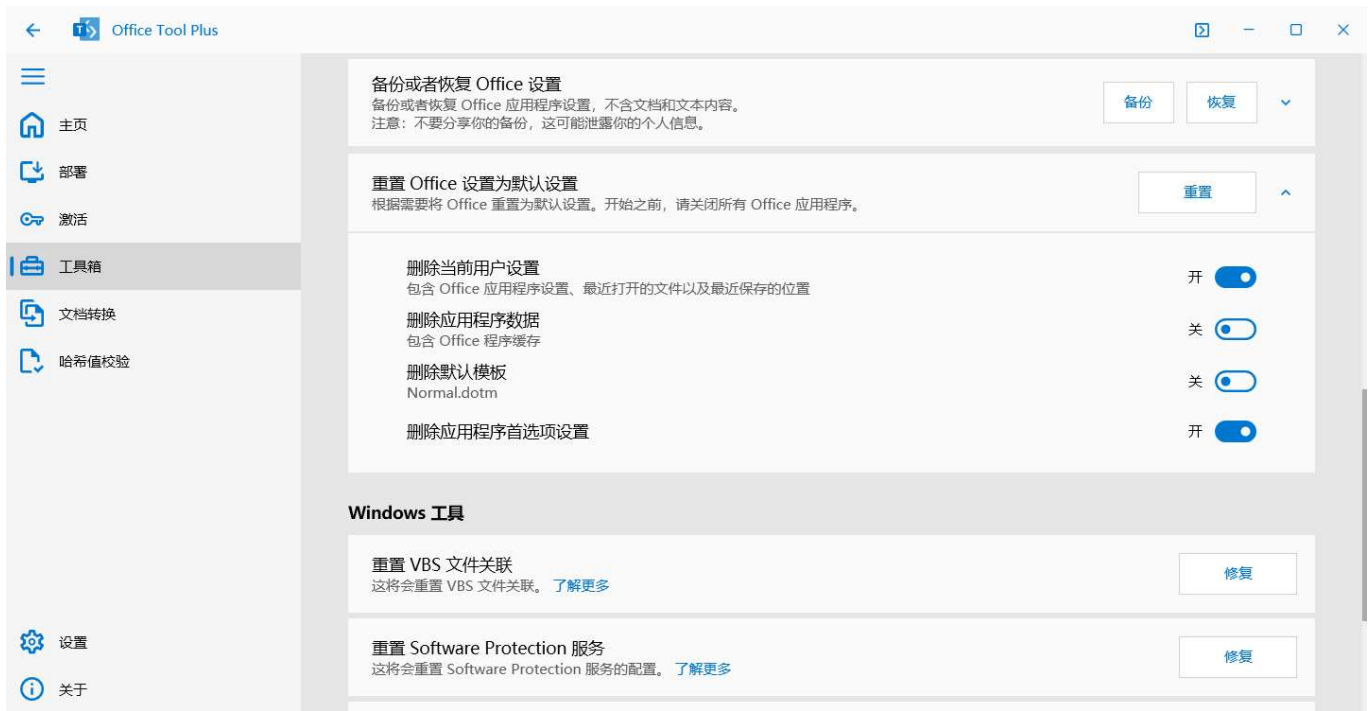 Office Tool Plus
主页
部署
激活
工具箱
文档转换
哈希值校验
设置
关于
备份或者恢复 Office 设置
备份或者恢复 Office 应用程序设置，不含文档和文本内容。
注意：不要分享你的备份，这可能泄露你的个人信息。
备份
恢复
重置 Office 设置为默认设置
根据需要将 Office 重置为默认设置。开始之前，请关闭所有 Office 应用程序。
重置
删除当前用户设置
包含 Office 应用程序设置、最近打开的文件以及最近保存的位置
开
删除应用程序数据
包含 Office 程序缓存
关
删除默认模板
Normal.dotm
关
删除应用程序首选项设置
开
Windows 工具
重置 VBS 文件关联
这将会重置 VBS 文件关联。 了解更多
修复
重置 Software Protection 服务
这将会重置 Software Protection 服务的配置。 了解更多
修复